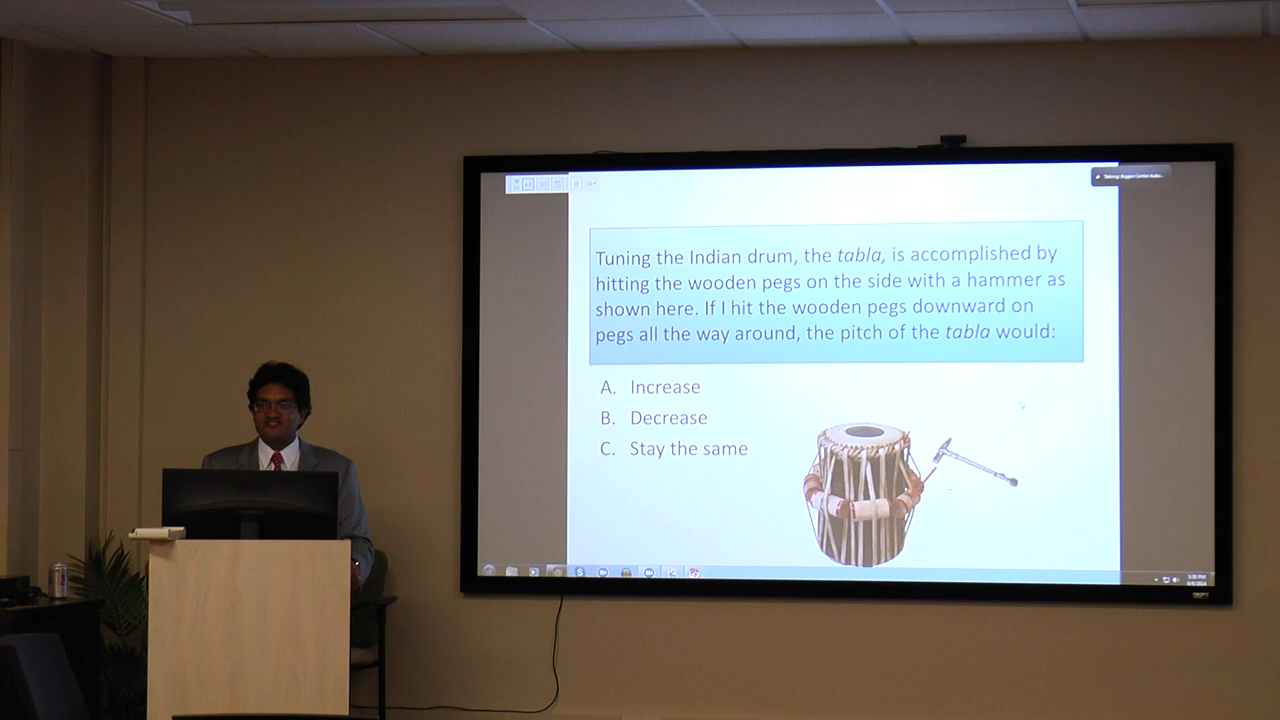 Tuning the Indian drum, the tabla, is accomplished by
hitting the wooden pegs on the side with a hammer as
shown here. If I hit the wooden pegs downward on
pegs all the way around, the pitch of the tabla would:
A. Increase
B. Decrease
C. Stay the same